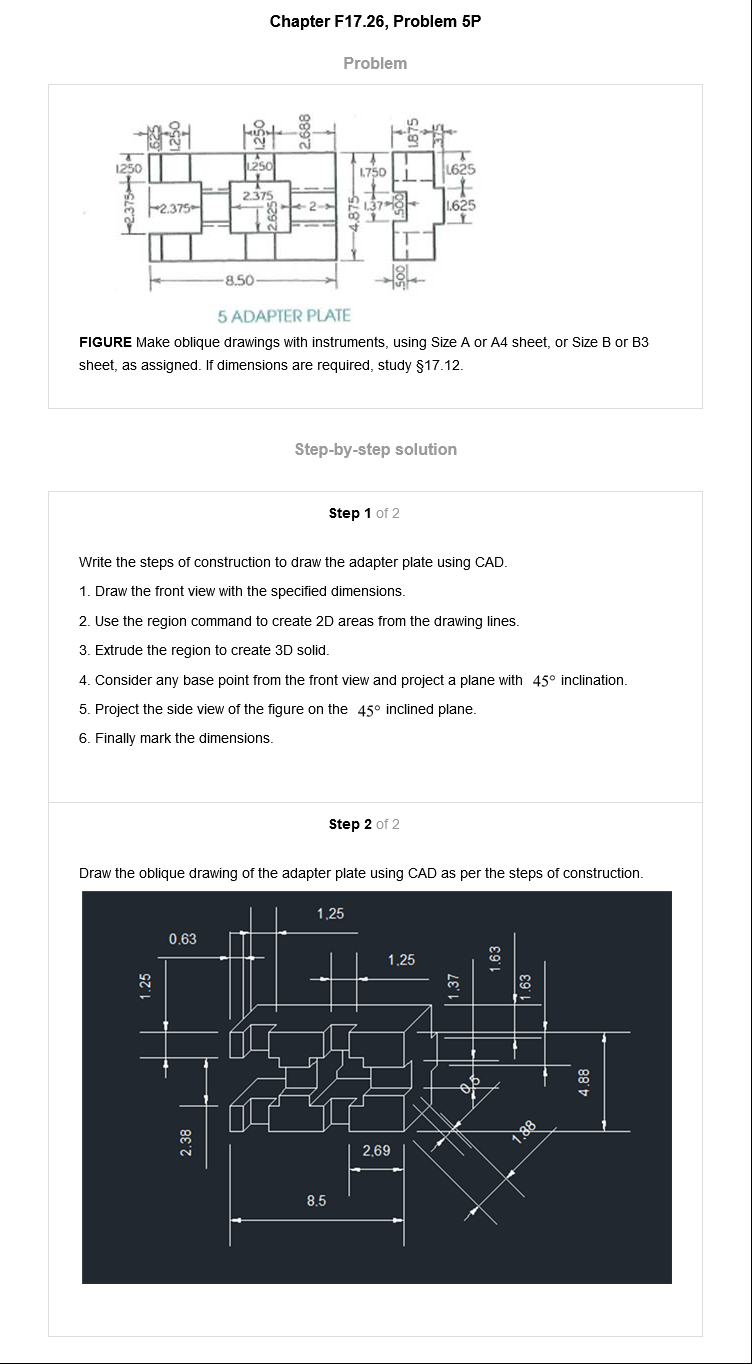 Chapter F17.26, Problem 5P
Problem
.625
1.250
1.250
2.688
1.875
.375
1.250
1.250
1.750
1.625
2.375
2.375
2.375
2.625
2
4.875
1.37
.500
1.625
8.50
.500
5 ADAPTER PLATE
FIGURE Make oblique drawings with instruments, using Size A or A4 sheet, or Size B or B3
sheet, as assigned. If dimensions are required, study §17.12.
Step-by-step solution
Step 1 of 2
Write the steps of construction to draw the adapter plate using CAD.
1. Draw the front view with the specified dimensions.
2. Use the region command to create 2D areas from the drawing lines.
3. Extrude the region to create 3D solid.
4. Consider any base point from the front view and project a plane with 45° inclination.
5. Project the side view of the figure on the 45° inclined plane.
6. Finally mark the dimensions.
Step 2 of 2
Draw the oblique drawing of the adapter plate using CAD as per the steps of construction.
1,25
0.63
1,25
1.63
1.25
1.37
1.63
0.5
4.88
2.38
1.88
2,69
8.5